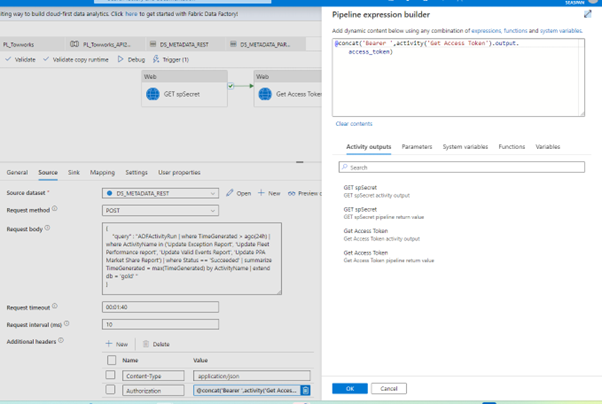 iting way to build cloud-first data analytics. Click here to get started with Fabric Data Factory!
PL_Toxworks
PL_Toxworks_API2...
DS_METADATA_REST
DS_METADATA_PAR...
Validate
Validate copy runtime
Debug
Trigger (1)
Web
GET spSecret
Web
Get Access Token
General
Source
Sink
Mapping
Settings
User properties
Source dataset *
DS_METADATA_REST
Open
New
Preview
Request method
POST
Request body
{
"query" : "ADFActivityRun | where TimeGenerated > ago(24h) |
where ActivityName in ('Update Exception Report', 'Update Fleet
Performance report', 'Update Valid Events Report', 'Update PPA
Market Share Report') | where Status == 'Succeeded' | summarize
TimeGenerated = max(TimeGenerated) by ActivityName | extend
db = 'gold' "
}
Request timeout
00:01:40
Request interval (ms)
10
Additional headers
New
Delete
Name
Value
Content-Type
application/json
Authorization
@concat('Bearer ',activity('Get Acces...
Pipeline expression builder
Add dynamic content below using any combination of expressions, functions and system variables.
@concat('Bearer ',activity('Get Access Token').output.
access_token)
Clear contents
Activity outputs
Parameters
System variables
Functions
Variables
Search
GET spSecret
GET spSecret activity output
GET spSecret
GET spSecret pipeline return value
Get Access Token
Get Access Token activity output
Get Access Token
Get Access Token pipeline return value
OK
Cancel